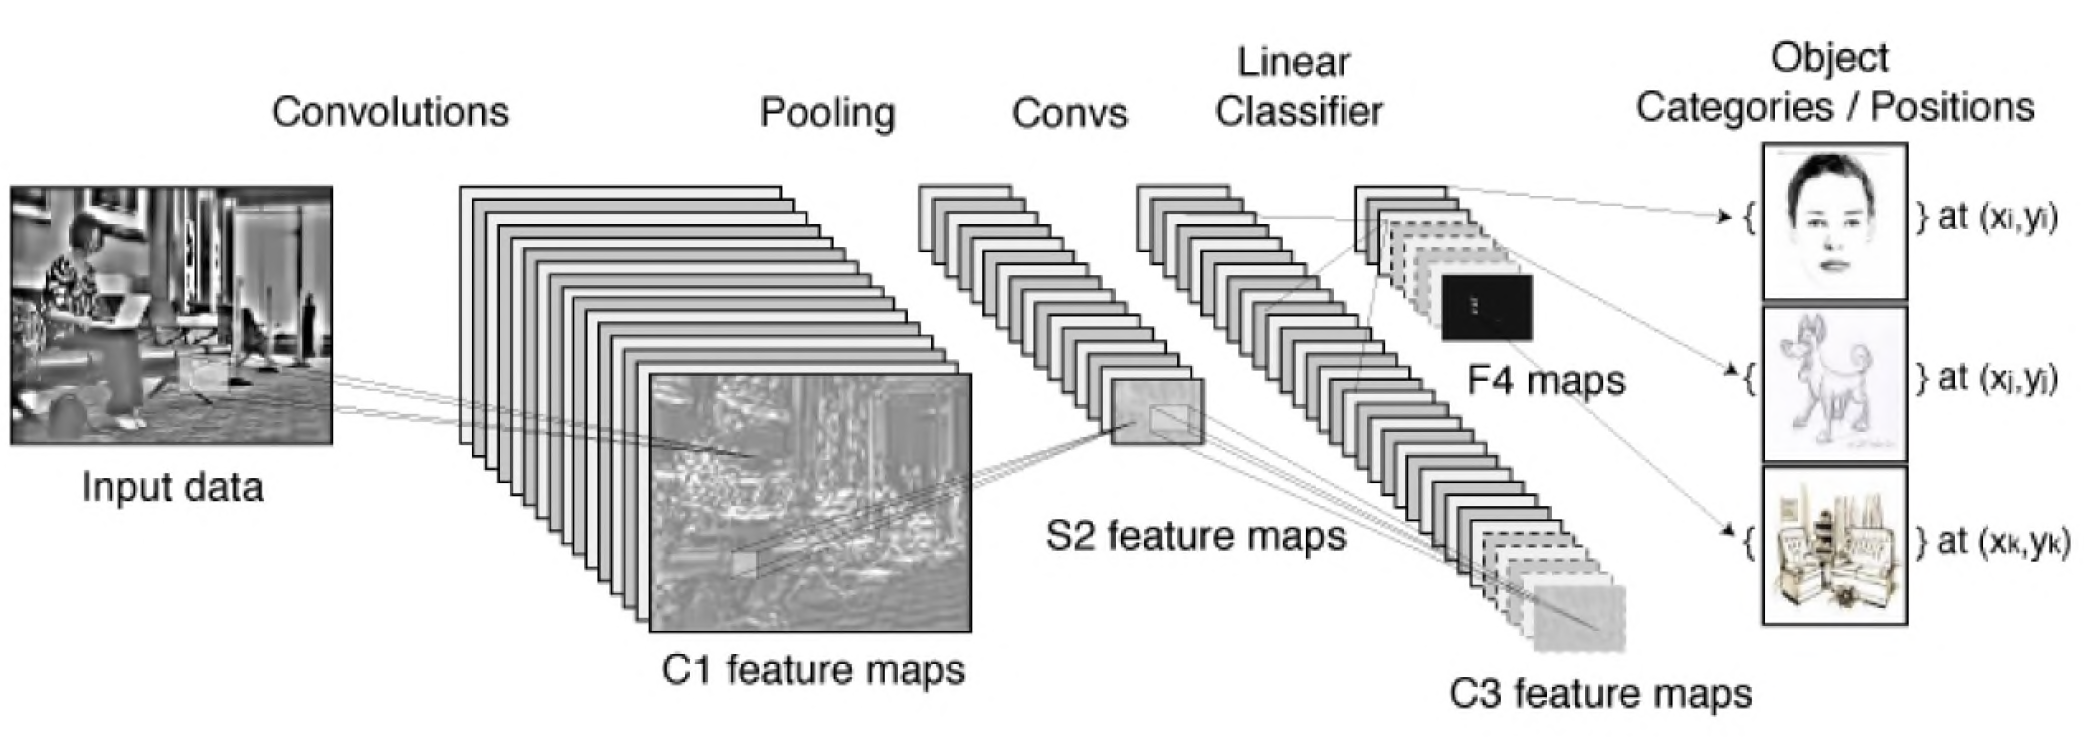 Convolutions
Pooling
Convs
Linear
Classifier
Object
Categories / Positions
{ } at (xi,yi)
{ } at (xj,yj)
{ } at (xk,yk)
Input data
C1 feature maps
S2 feature maps
F4 maps
C3 feature maps